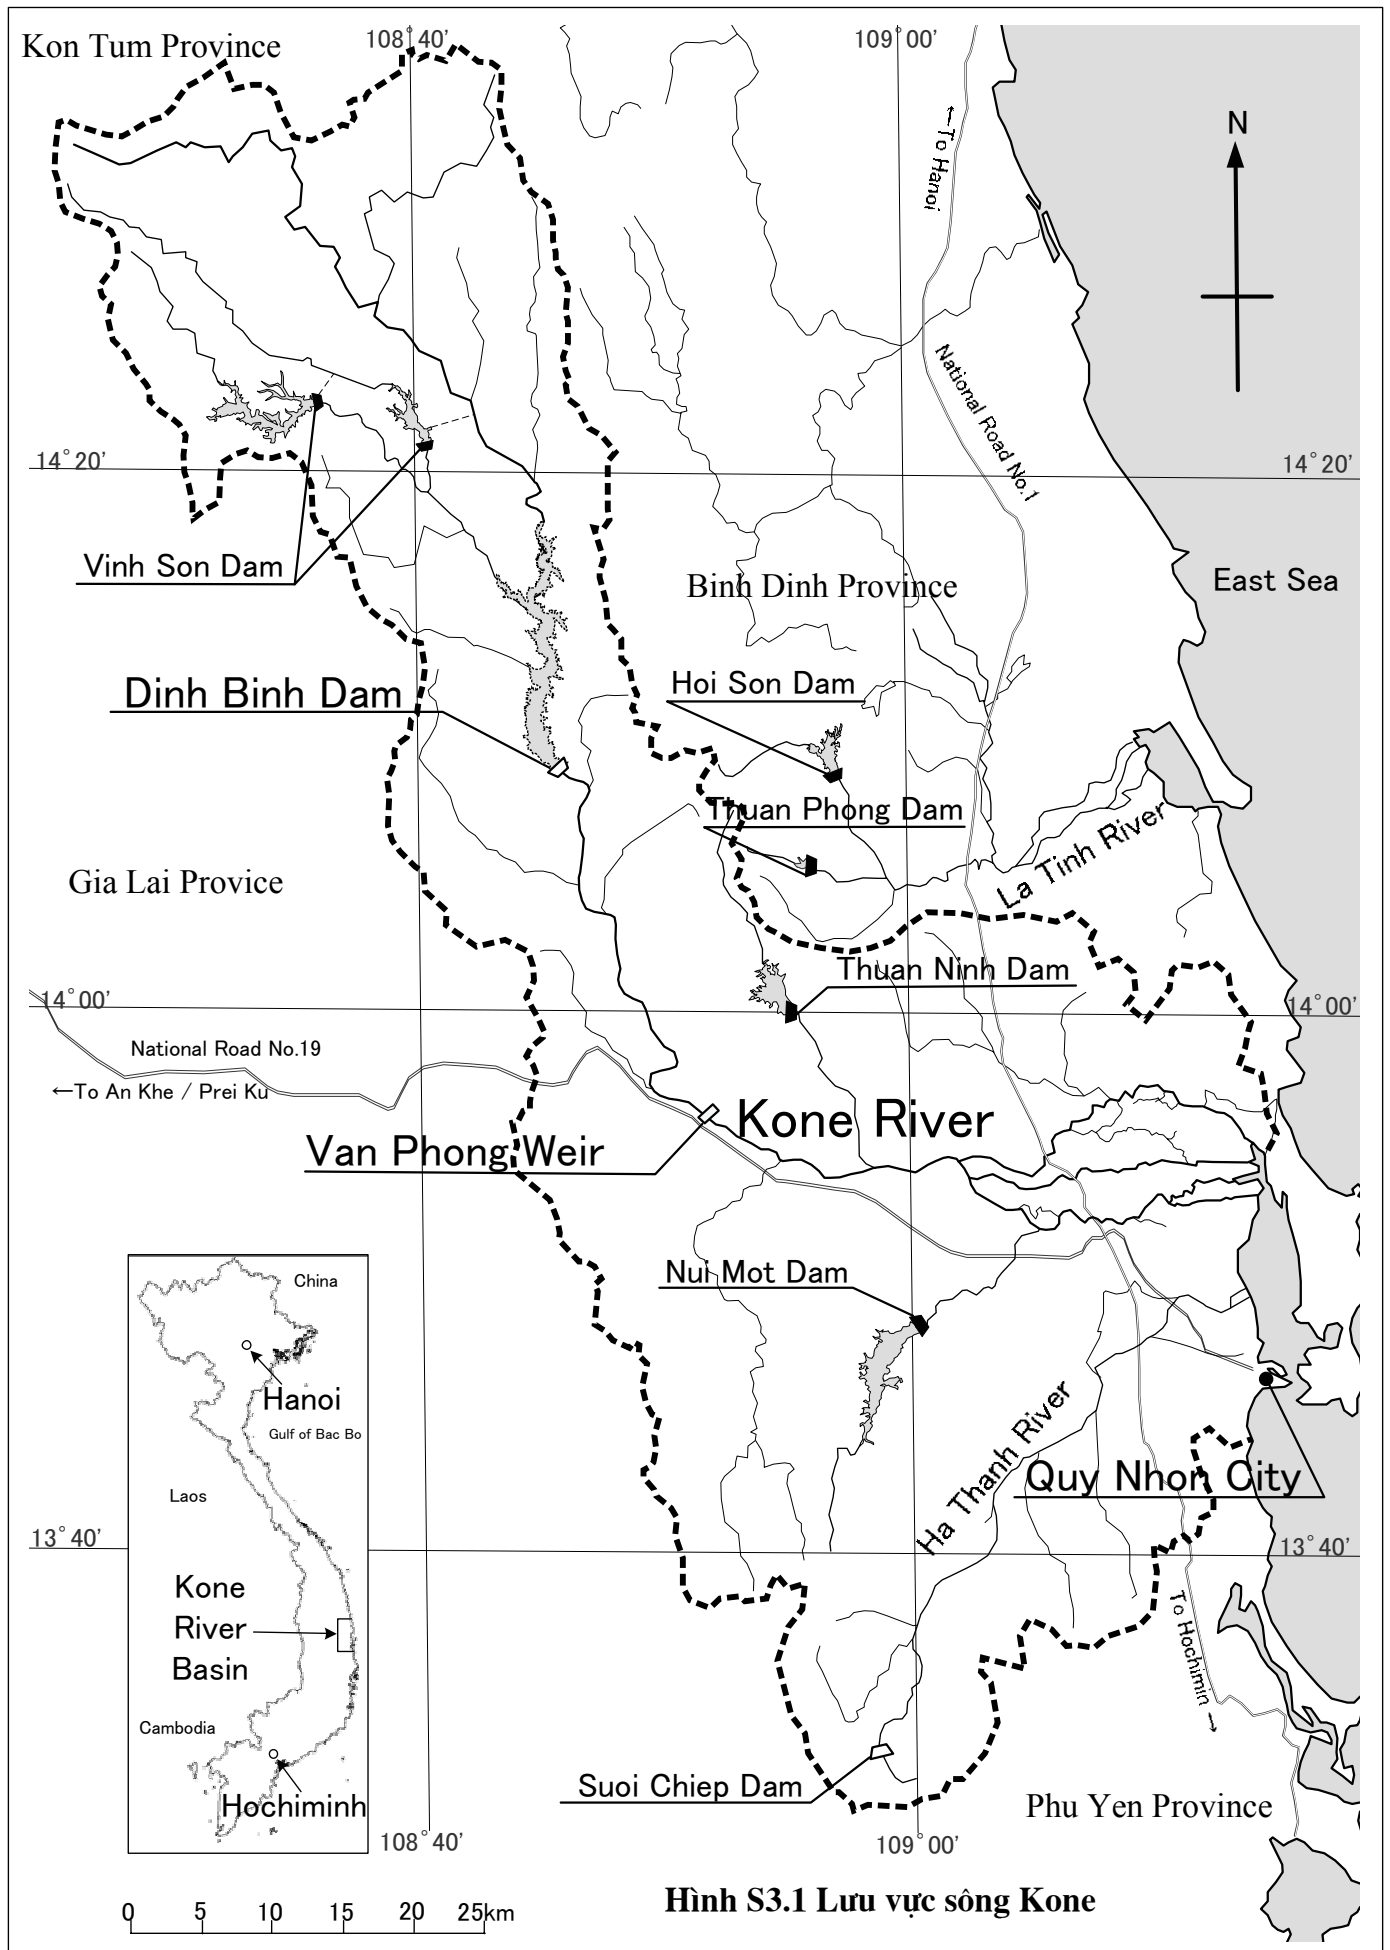 Kon Tum Province
108°40'
109°00'
←To Hanoi
N
National Road No.1
14°20'
14°20'
Vinh Son Dam
Binh Dinh Province
East Sea
Dinh Binh Dam
Hoi Son Dam
Thuan Phong Dam
La Tinh River
Gia Lai Provice
Thuan Ninh Dam
14°00'
14°00'
National Road No.19
←To An Khe / Prei Ku
Kone River
Van Phong Weir
Nui Mot Dam
China
Hanoi
Gulf of Bac Bo
Laos
Ha Thanh River
Quy Nhon City
13°40'
13°40'
Kone
River
Basin
To Hochimin →
Cambodia
Hochiminh
Suoi Chiep Dam
Phu Yen Province
108°40'
109°00'
Hình S3.1 Lưu vực sông Kone
0 5 10 15 20 25km